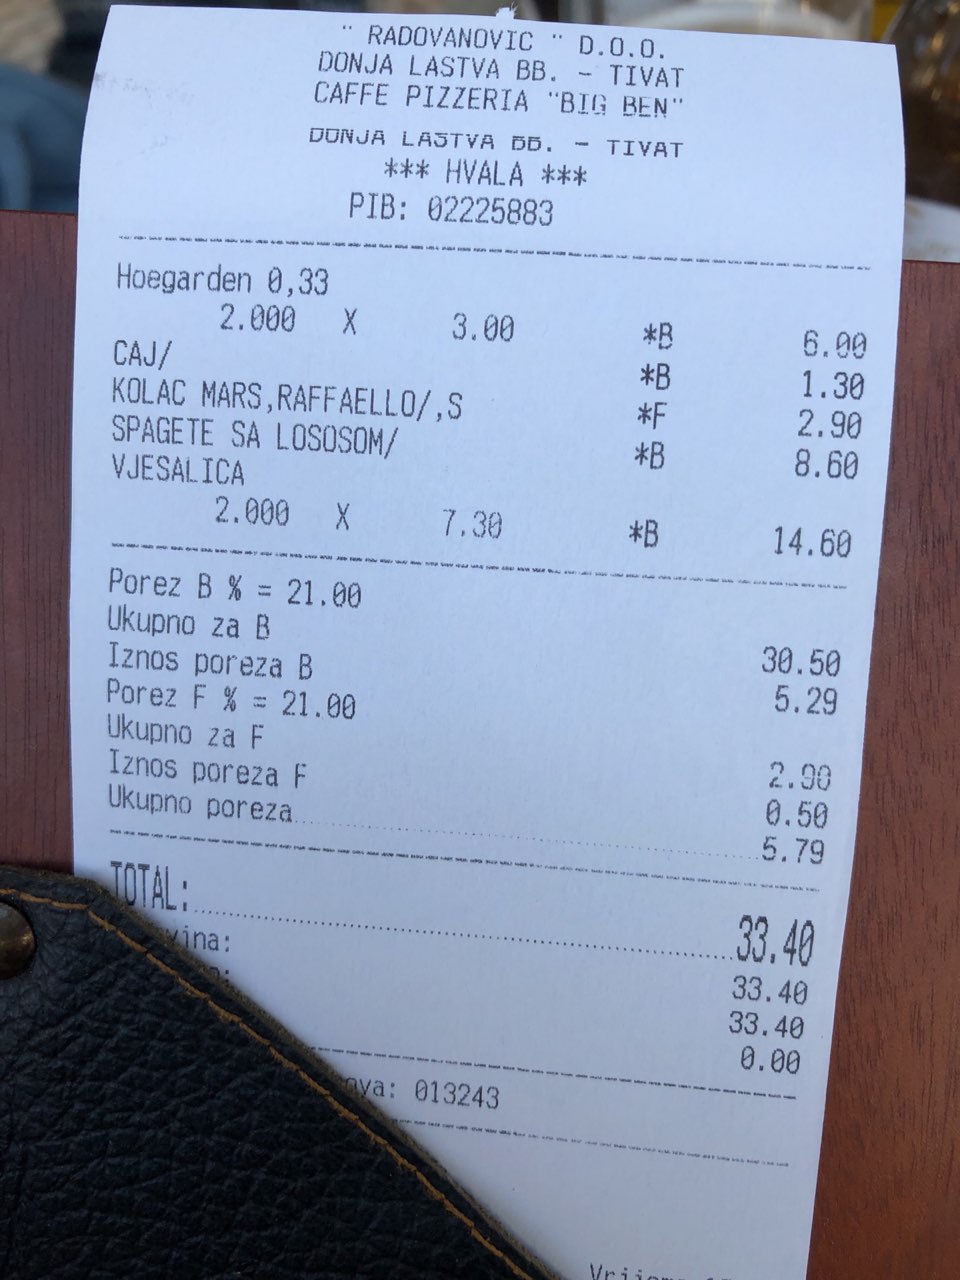 " RADOVANOVIC " D.O.O.
DONJA LASTVA BB. - TIVAT
CAFFE PIZZERIA "BIG BEN"
DONJA LASTVA BB. - TIVAT
*** HVALA ***
PIB: 02225883
Hoegarden 0,33
2.000 X 3.00 *B 6.00
CAJ/ *B 1.30
KOLAC MARS,RAFFAELLO/,S *F 2.90
SPAGETE SA LOSOSOM/ *B 8.60
VJESALICA
2.000 X 7.30 *B 14.60
Porez B % = 21.00
Ukupno za B 30.50
Iznos poreza B 5.29
Porez F % = 21.00
Ukupno za F 2.90
Iznos poreza F 0.50
Ukupno poreza 5.79
TOTAL: 33.40
vina: 33.40
33.40
0.00
ova: 013243